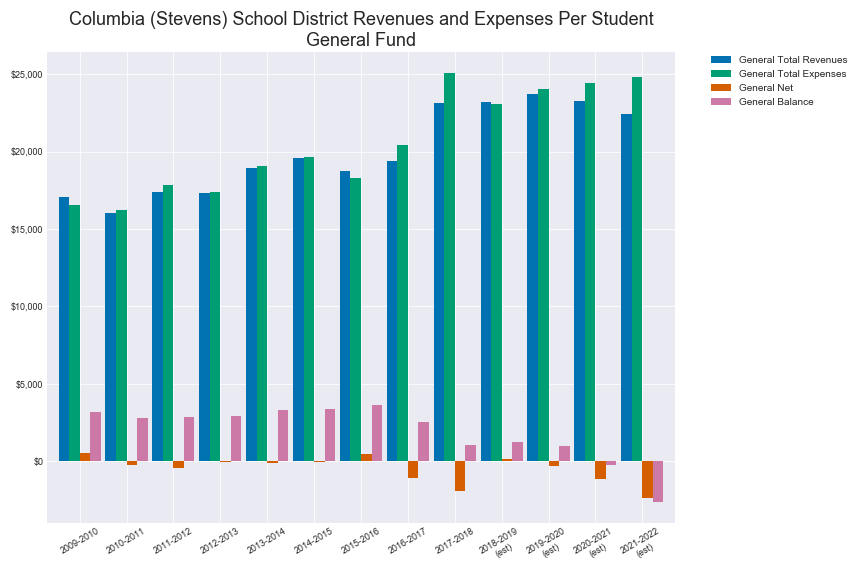 Columbia (Stevens) School District Revenues and Expenses Per Student
General Fund
General Total Revenues
General Total Expenses
General Net
General Balance
$25,000
$20,000
$15,000
$10,000
$5,000
$0
2009-2010
2010-2011
2011-2012
2012-2013
2013-2014
2014-2015
2015-2016
2016-2017
2017-2018
2018-2019
(est)
2019-2020
(est)
2020-2021
(est)
2021-2022
(est)